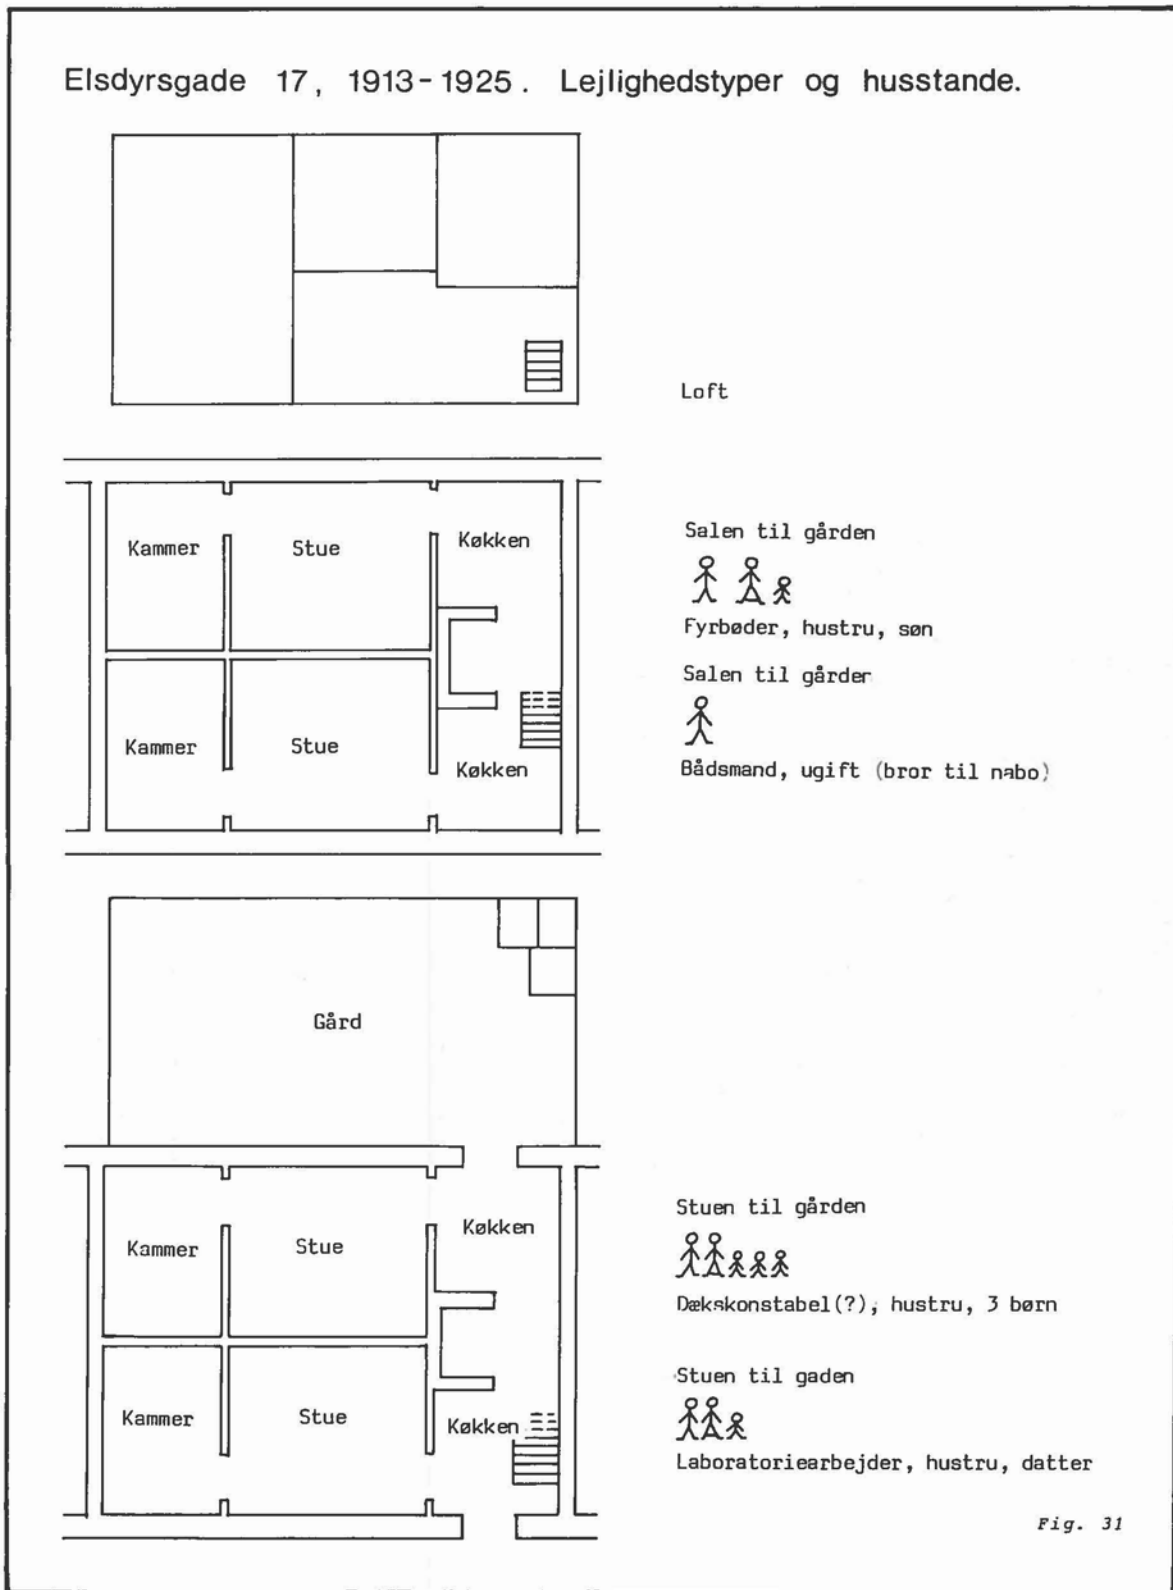 Elsdyrsgade 17, 1913-1925. Lejlighedstyper og husstande.
Loft
Kammer Stue Køkken
Salen til gården
Fyrbøder, hustru, søn
Salen til gårder
Kammer Stue Køkken
Bådsmand, ugift (bror til nabo)
Gård
Kammer Stue Køkken
Stuen til gården
Dækskonstabel(?), hustru, 3 børn
Kammer Stue Køkken
Stuen til gaden
Laboratoriearbejder, hustru, datter
Fig. 31